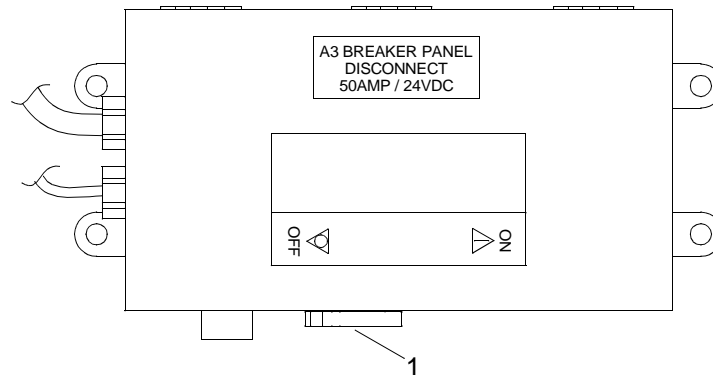 A3 BREAKER PANEL
DISCONNECT
50AMP / 24VDC
OFF
ON
1